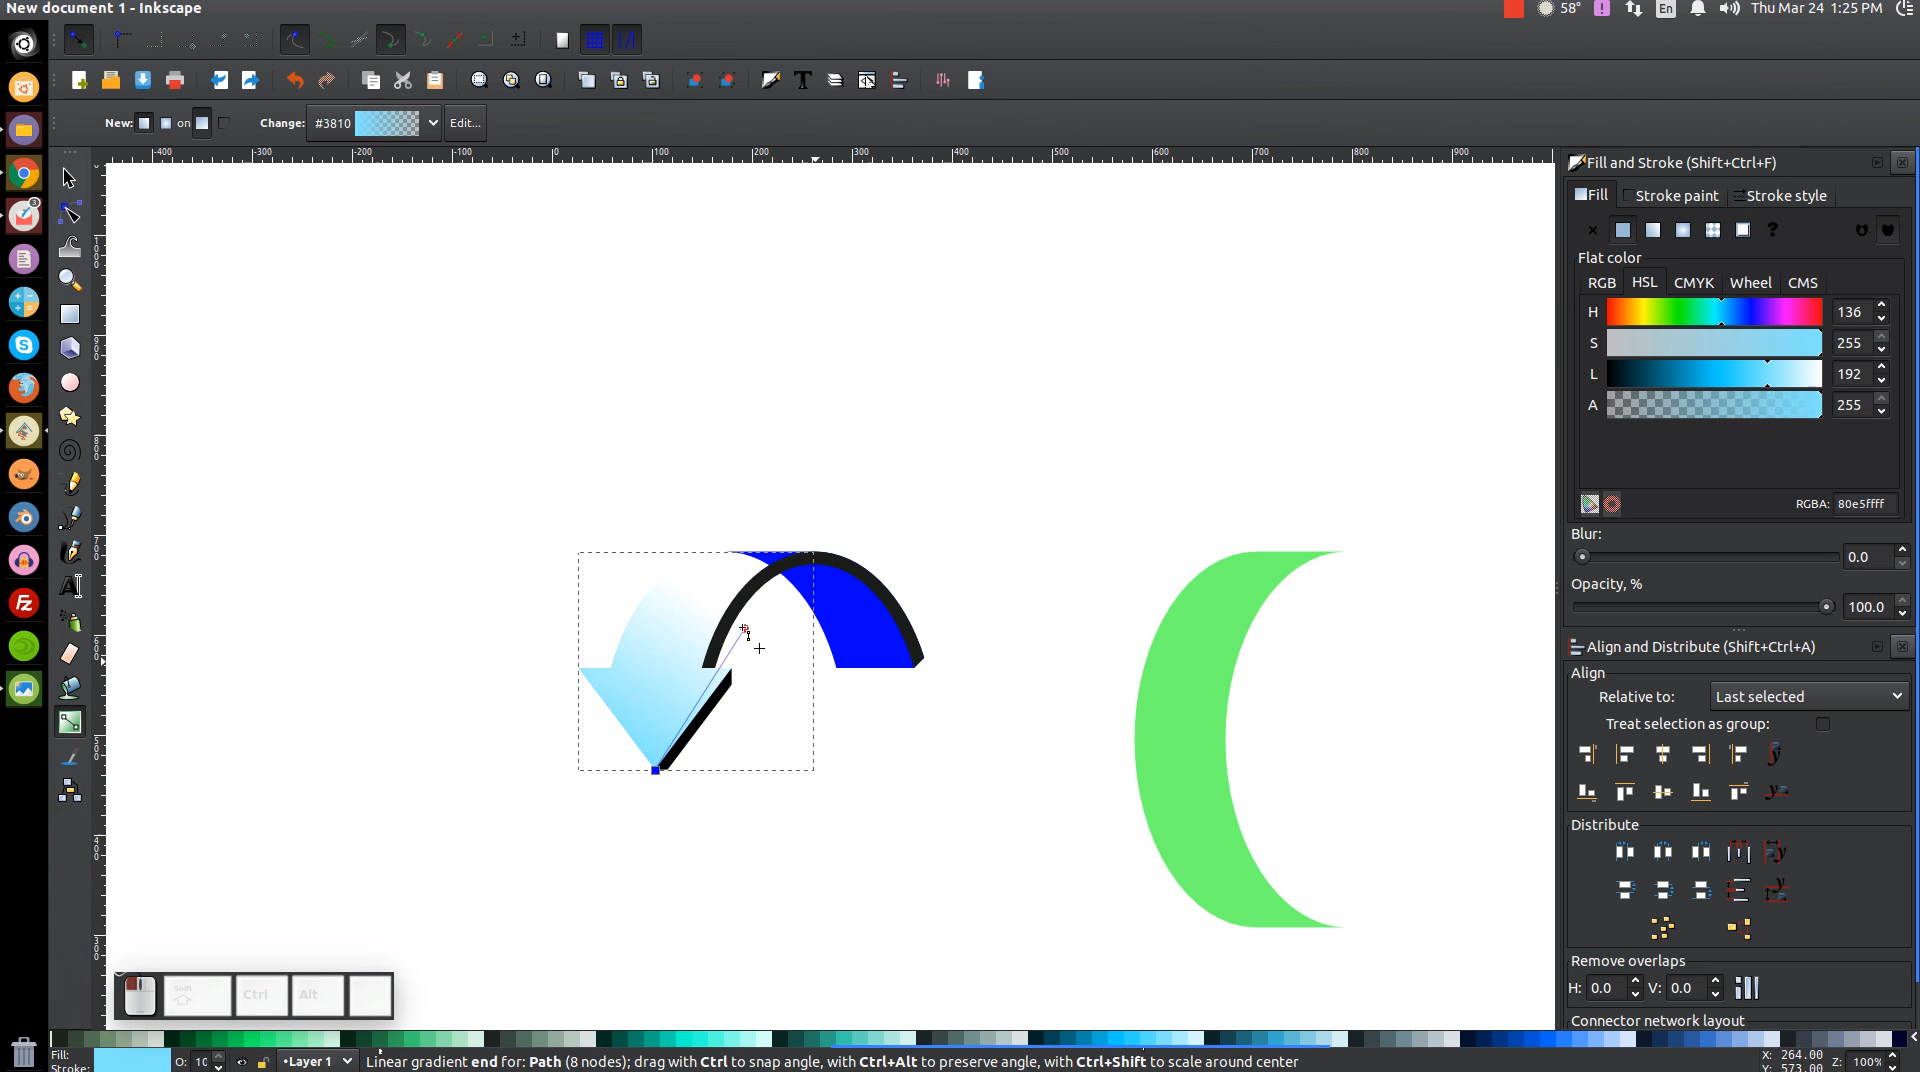 New document 1 - Inkscape
58° En Thu Mar 24 1:25 PM
New: on Change: #3810 Edit...
-400 -300 -200 -100 0 100 200 300 400 500 600 700 800 900
Fill and Stroke (Shift+Ctrl+F)
Fill Stroke paint Stroke style
?
Flat color
RGB HSL CMYK Wheel CMS
H 136
S 255
L 192
A 255
RGBA: 80e5ffff
Blur:
0.0
Opacity, %
100.0
Align and Distribute (Shift+Ctrl+A)
Align
Relative to: Last selected
Treat selection as group:
Distribute
Remove overlaps
H: 0.0 V: 0.0
Connector network layout
Shift Ctrl Alt
Fill:
Stroke:
O: 10 •Layer 1 Linear gradient end for: Path (8 nodes); drag with Ctrl to snap angle, with Ctrl+Alt to preserve angle, with Ctrl+Shift to scale around center
X: 264.00
Y: 573.00
Z: 100%